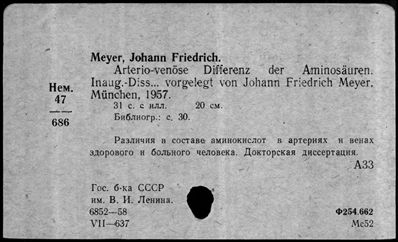 Meyer, Johann Friedrich.
Arterio-venöse Differenz der Aminosäuren.
Inaug.-Diss... vorgelegt von Johann Friedrich Meyer.
München, 1957.
31 с. с илл. 20 см.
Библиогр.: с. 30.
Нем.
47
686
Различия в составе аминокислот в артериях и венах
здорового и больного человека. Докторская диссертация.
А33
Гос. б-ка СССР
им. В. И. Ленина.
6852—58
VII—637
Ф254.662
Мс52